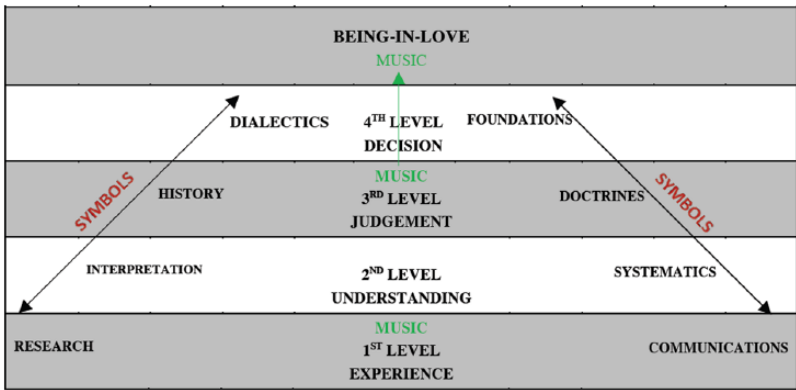 BEING-IN-LOVE
MUSIC
DIALECTICS 4TH LEVEL FOUNDATIONS
DECISION
SYMBOLS
MUSIC
SYMBOLS
HISTORY 3RD LEVEL DOCTRINES
JUDGEMENT
INTERPRETATION 2ND LEVEL SYSTEMATICS
UNDERSTANDING
MUSIC
RESEARCH 1ST LEVEL COMMUNICATIONS
EXPERIENCE